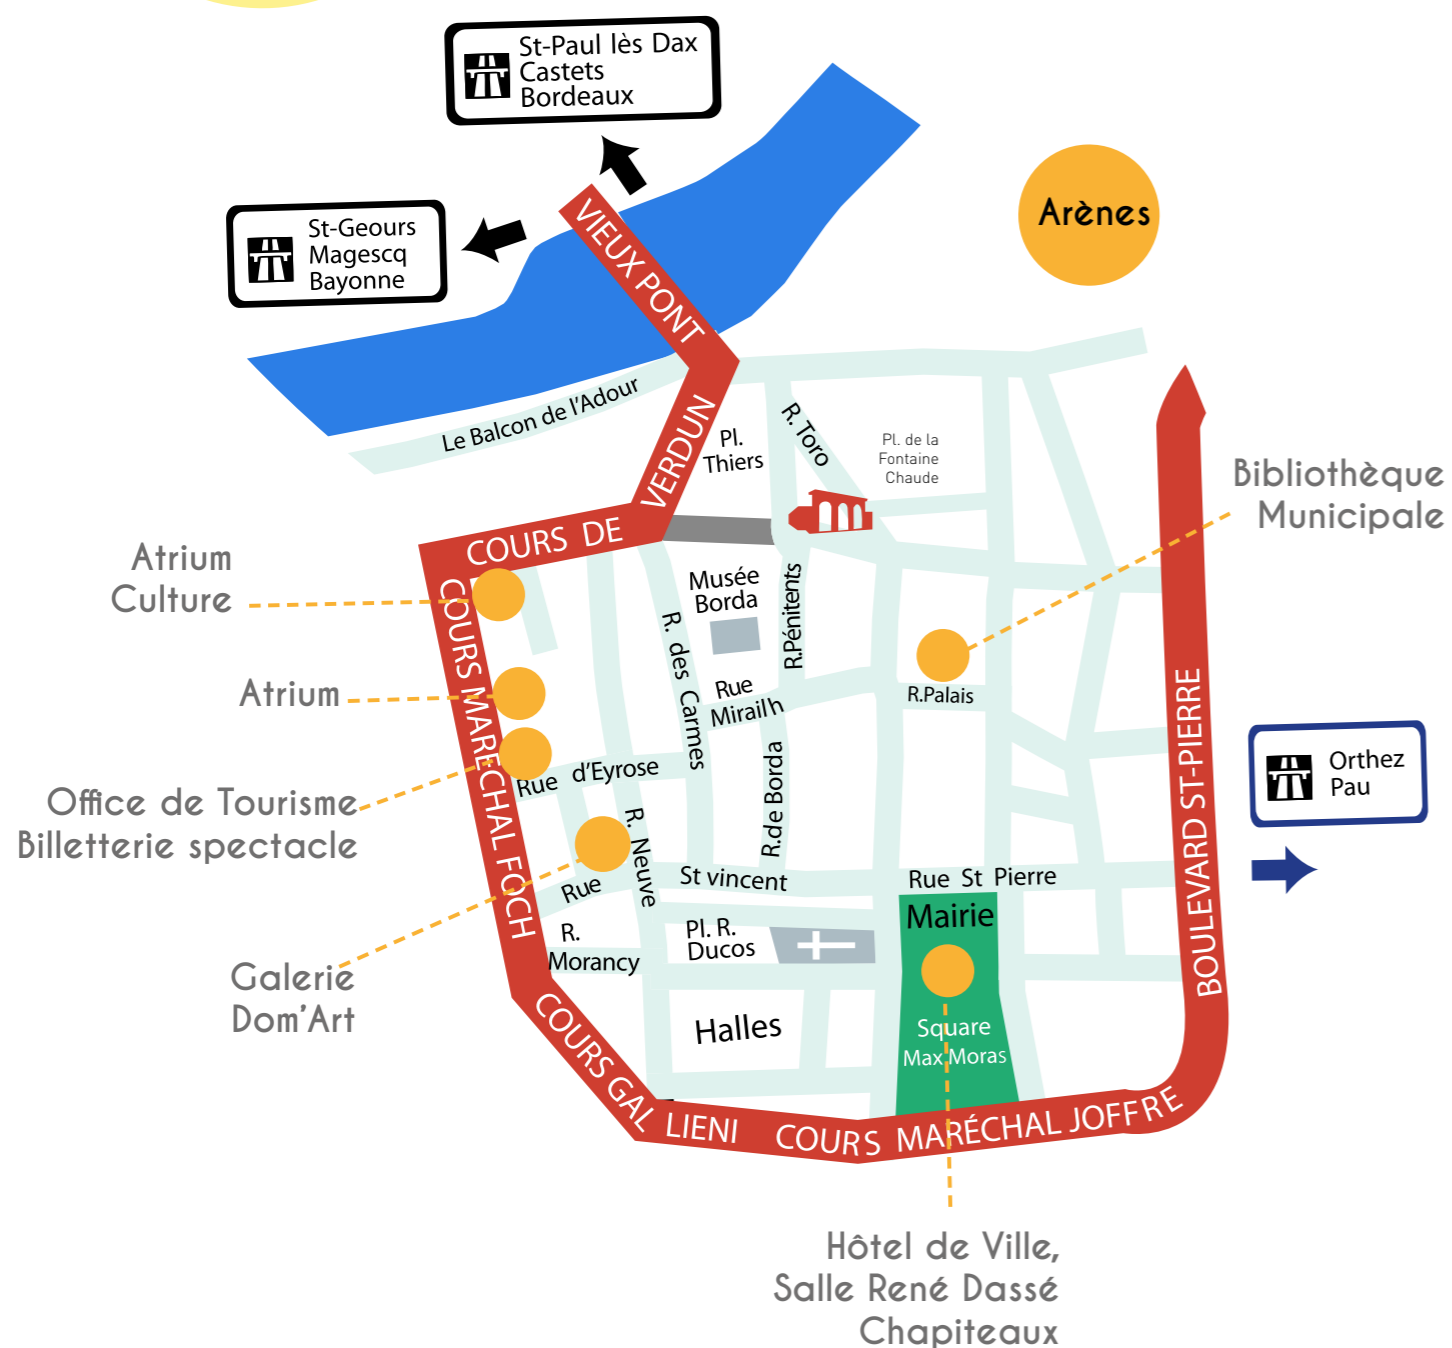 St-Paul lès Dax
Castets
Bordeaux
St-Geours
Magescq
Bayonne
Arènes
VIEUX PONT
Le Balcon de l'Adour
Pl.
Thiers
R. Toro
Pl. de la
Fontaine
Chaude
Bibliothèque
Municipale
COURS DE VERDUN
Atrium
Culture
Musée
Borda
R.Pénitents
R. des Carmes
Rue
Mirailh
R.Palais
Atrium
COURS MARÉCHAL FOCH
Rue d'Eyrose
R.de Borda
BOULEVARD ST-PIERRE
Orthez
Pau
Office de Tourisme
Billetterie spectacle
R. Neuve
Rue St vincent
Rue St Pierre
Mairie
R.
Morancy
Pl. R.
Ducos
Galerie
Dom'Art
Halles
Square
Max Moras
COURS GAL LIENI
COURS MARÉCHAL JOFFRE
Hôtel de Ville,
Salle René Dassé
Chapiteaux